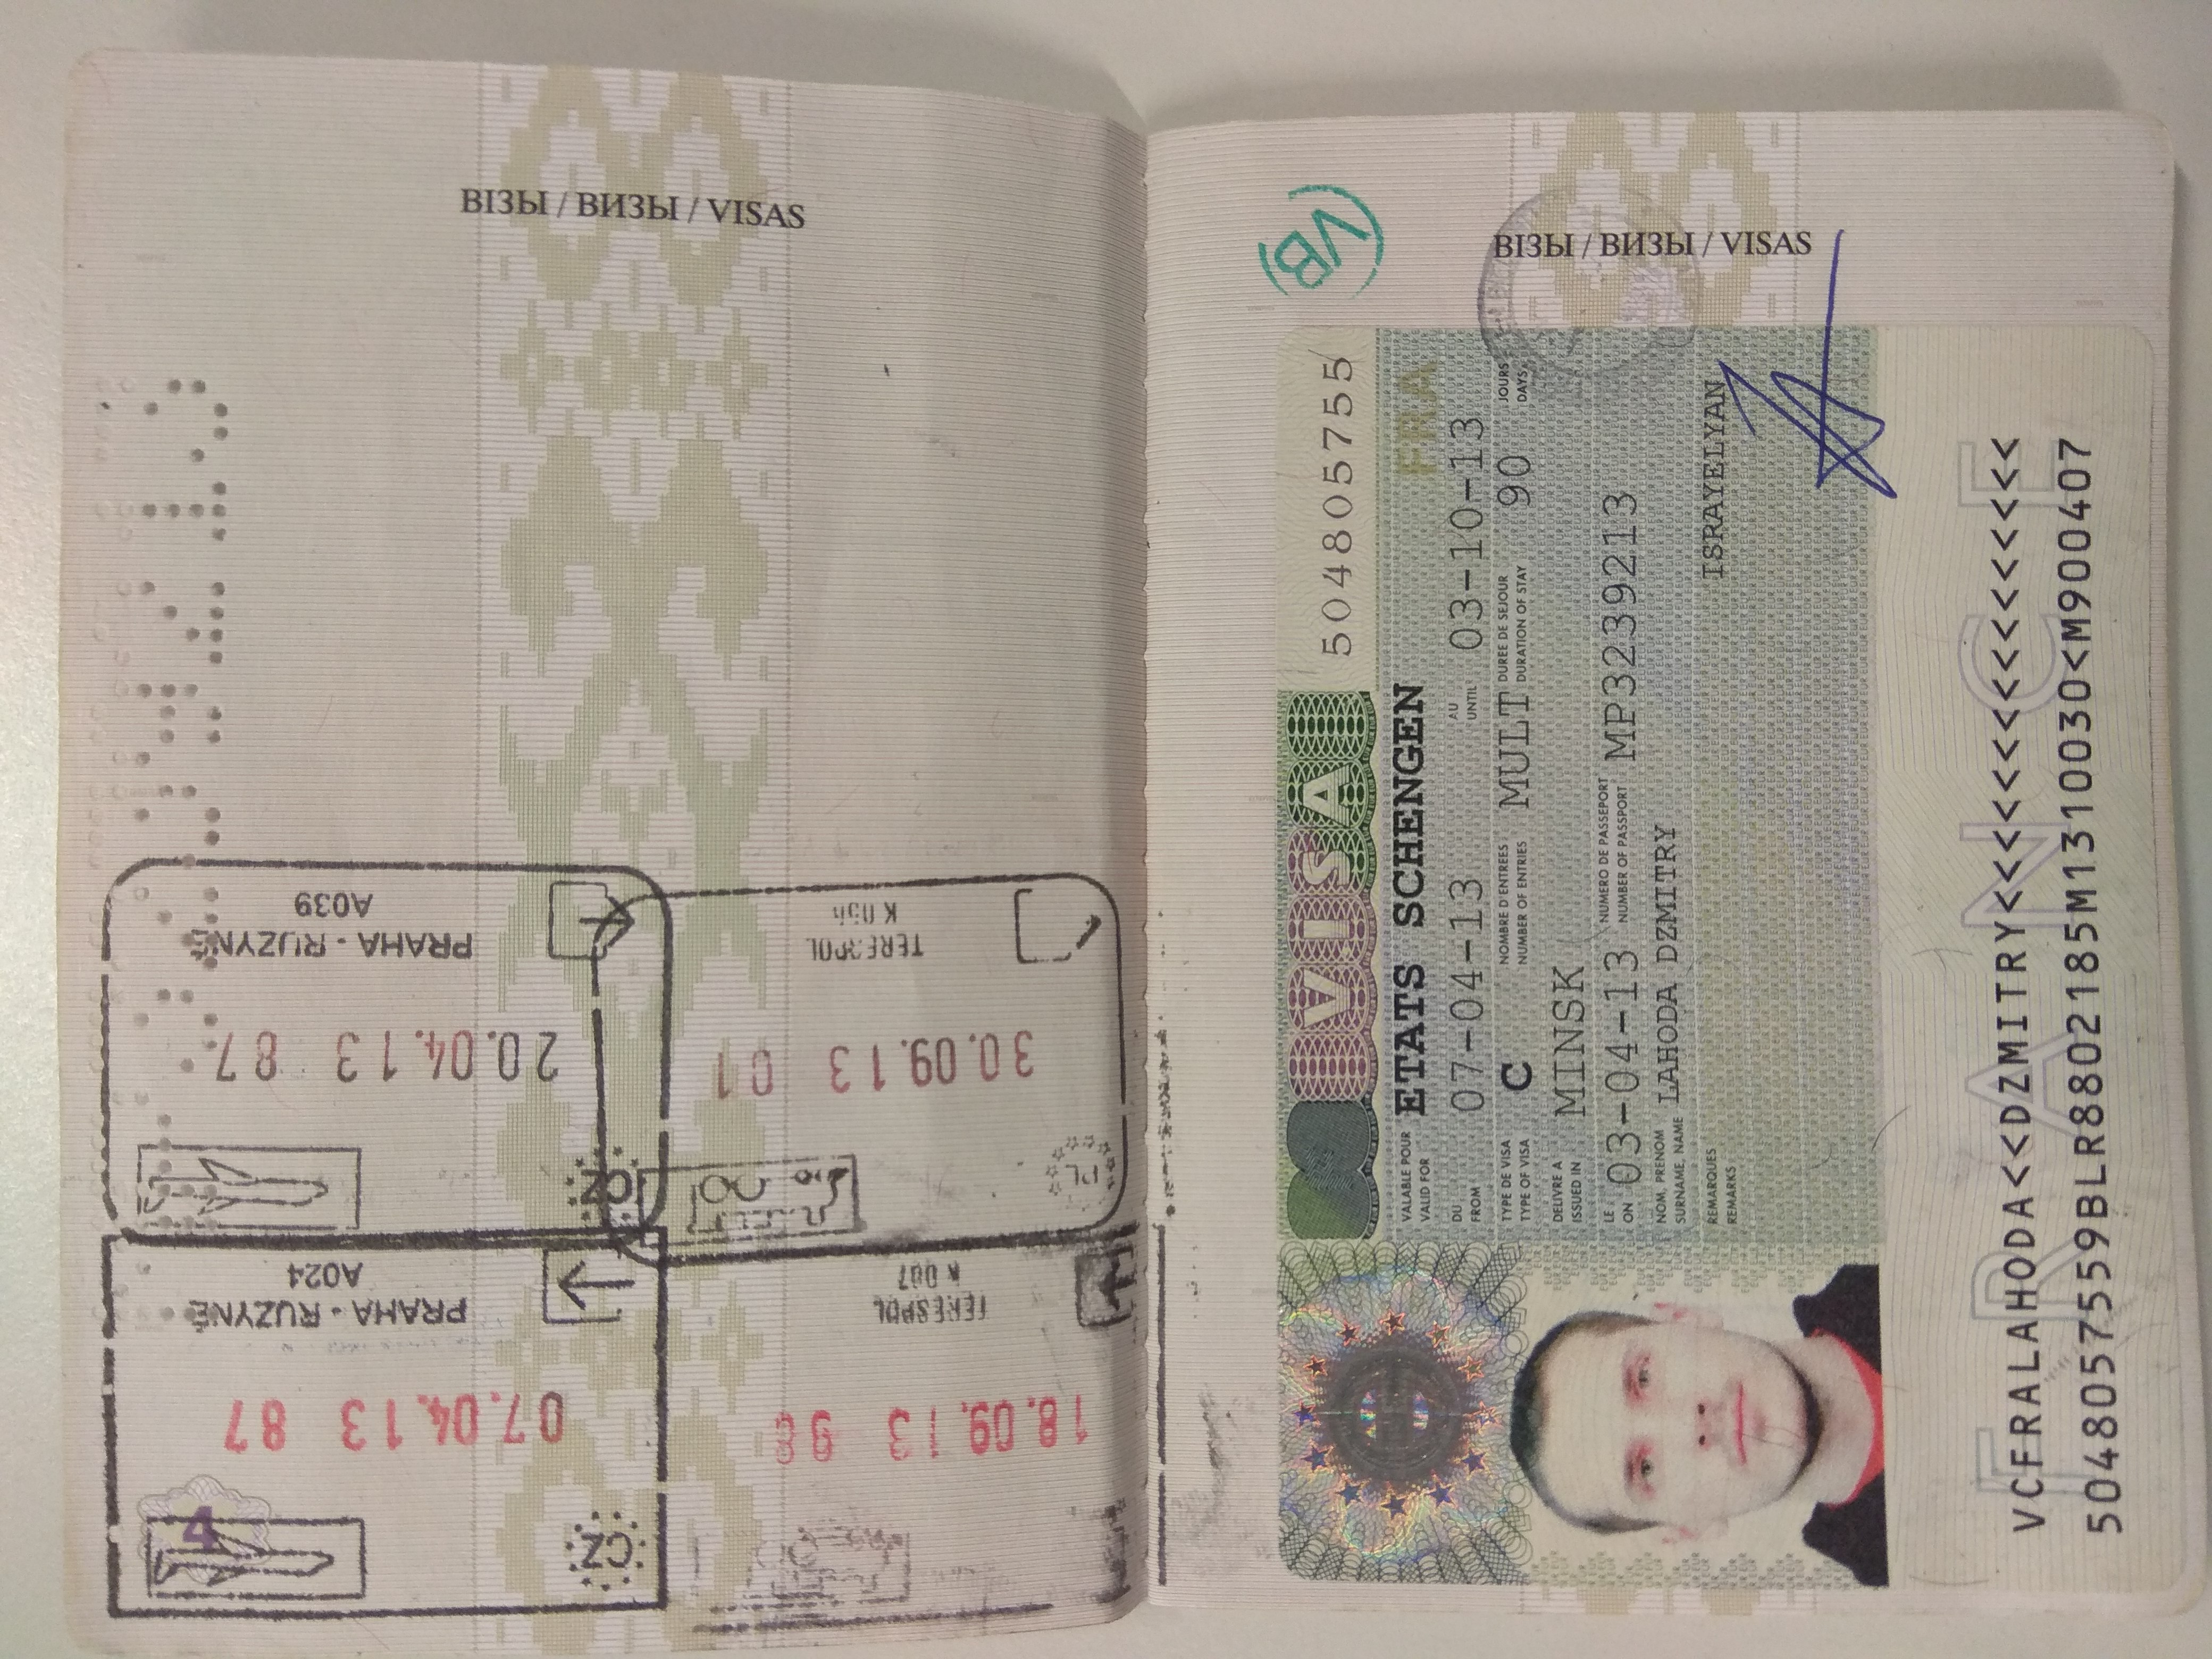 PRAHA - RUZYNĚ
A024
07.04.13 87
CZ
PRAHA - RUZYNĚ
A039
20.04.13 87
CZ
4
TERESPOL
K 007
18.09.13 98
TERESPOL
30.09.13 01
PL
ВІЗЫ / ВИЗЫ / VISAS
VISA
504805755
(VB)
VALABLE POUR
VALID FOR
ETATS SCHENGEN
FRA
DU
FROM
07-04-13
AU
UNTIL
03-10-13
TYPE DE VISA
TYPE OF VISA
C
NOMBRE D'ENTREES
NUMBER OF ENTRIES
MULT
DUREE DE SEJOUR
DURATION OF STAY
90
JOURS
DAYS
DELIVRE A
ISSUED IN
MINSK
LE
ON
03-04-13
NUMERO DE PASSEPORT
NUMBER OF PASSPORT
MP3239213
NOM, PRENOM
SURNAME, NAME
LAHODA DZMITRY
REMARQUES
REMARKS
ISRAYELYAN
ВІЗЫ / ВИЗЫ / VISAS
FRANCE
VCFRALAHODA<<DZMITRY<<<<<<<<<<<<<<<<
5048057559BLR8802185M1310030<M900407